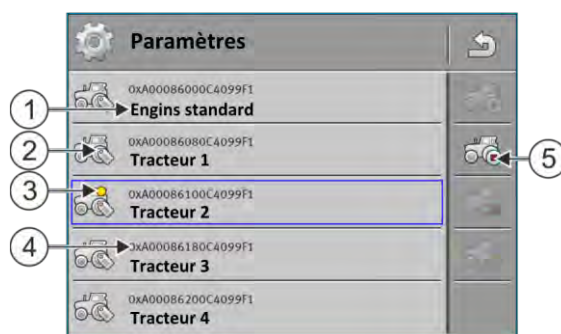 Paramètres
0xA00086000C4099F1
1
Engins standard
0xA00086080C4099F1
2
5
Tracteur 1
3
0xA00086100C4099F1
Tracteur 2
4
0xA00086180C4099F1
Tracteur 3
0xA00086200C4099F1
Tracteur 4